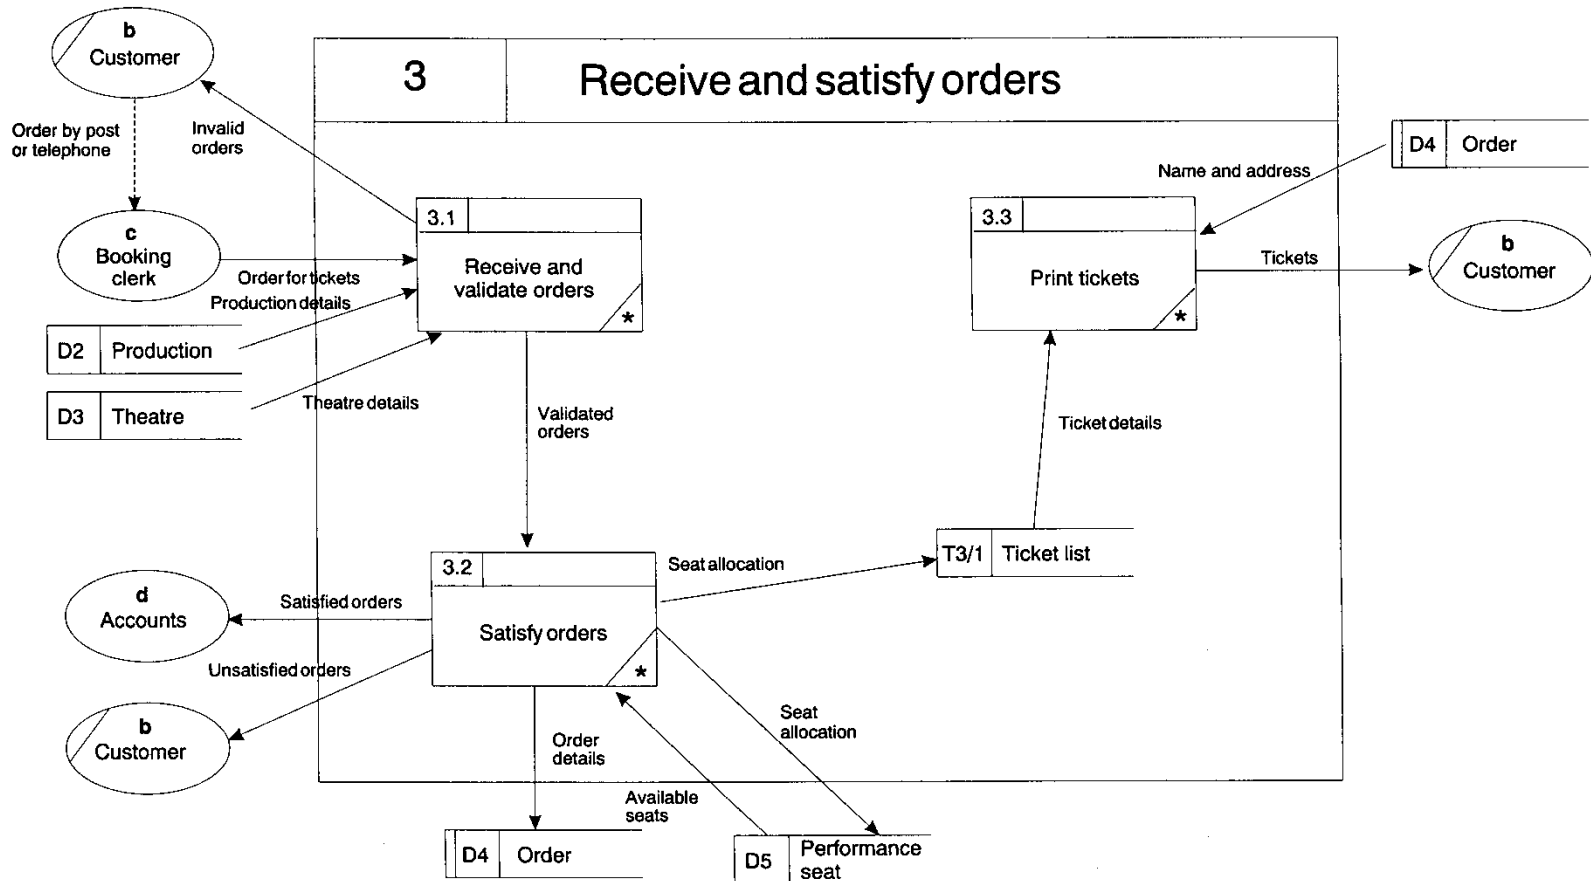 b
Customer
3
Receive and satisfy orders
Order by post
or telephone
Invalid
orders
D4
Order
Name and address
3.1
3.3
c
Booking
clerk
Order for tickets
Receive and
validate orders
*
Print tickets
*
Tickets
b
Customer
Production details
D2
Production
D3
Theatre
Theatre details
Validated
orders
Ticket details
3.2
Seat allocation
T3/1
Ticket list
d
Accounts
Satisfied orders
Satisfy orders
*
Unsatisfied orders
b
Customer
Order
details
Seat
allocation
Available
seats
D4
Order
D5
Performance
seat